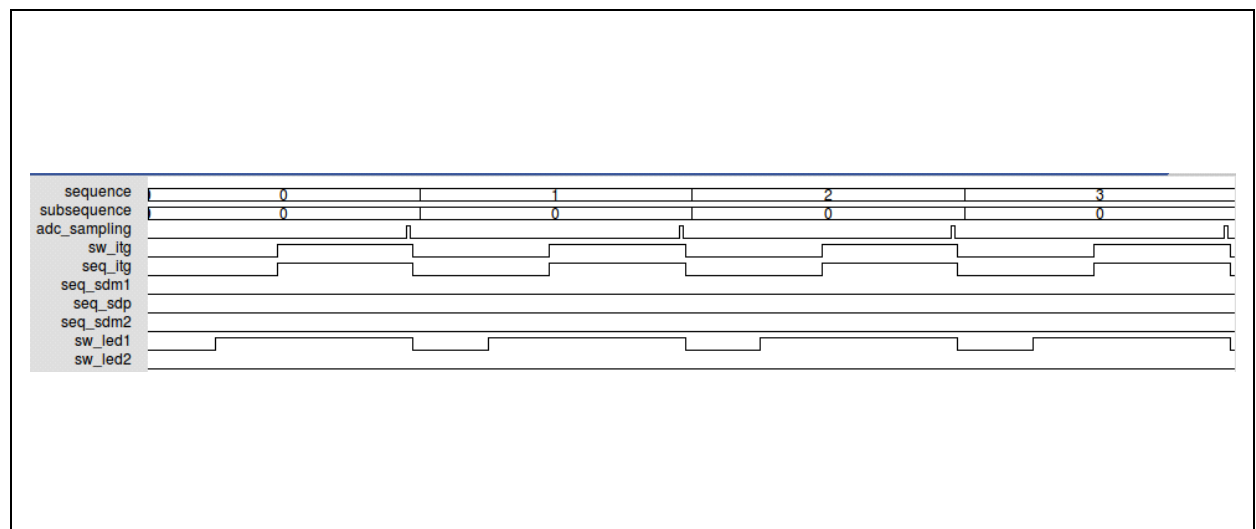 sequence 0 1 2 3
subsequence 0 0 0 0
adc_sampling
sw_itg
seq_itg
seq_sdm1
seq_sdp
seq_sdm2
sw_led1
sw_led2